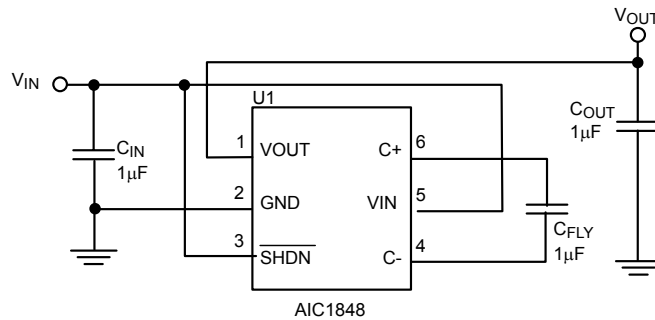 VOUT
VIN
U1
COUT
1μF
CIN
1μF
1
VOUT
C+
6
2
GND
VIN
5
3
SHDN
C-
4
CFLY
1μF
AIC1848